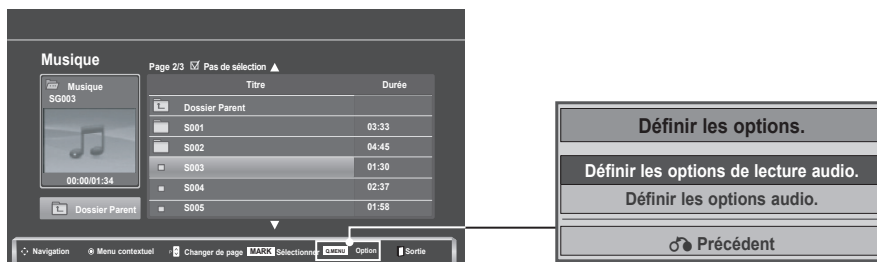 Musique
Page 2/3 Pas de sélection
Musique
SG003
00:00/01:34
Dossier Parent
Titre Durée
Dossier Parent
S001 03:33
S002 04:45
S003 01:30
S004 02:37
S005 01:58
Navigation Menu contextuel P Changer de page MARK Sélectionner Q.MENU Option Sortie
Définir les options.
Définir les options de lecture audio.
Définir les options audio.
Précédent